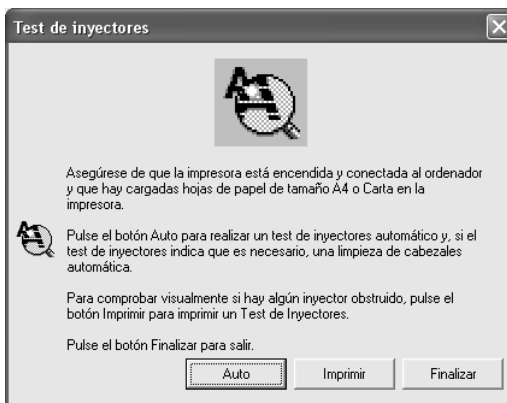 Test de inyectores
Asegúrese de que la impresora está encendida y conectada al ordenador
y que hay cargadas hojas de papel de tamaño A4 o Carta en la
impresora.
Pulse el botón Auto para realizar un test de inyectores automático y, si el
test de inyectores indica que es necesario, una limpieza de cabezales
automática.
Para comprobar visualmente si hay algún inyector obstruido, pulse el
botón Imprimir para imprimir un Test de Inyectores.
Pulse el botón Finalizar para salir.
Auto Imprimir Finalizar